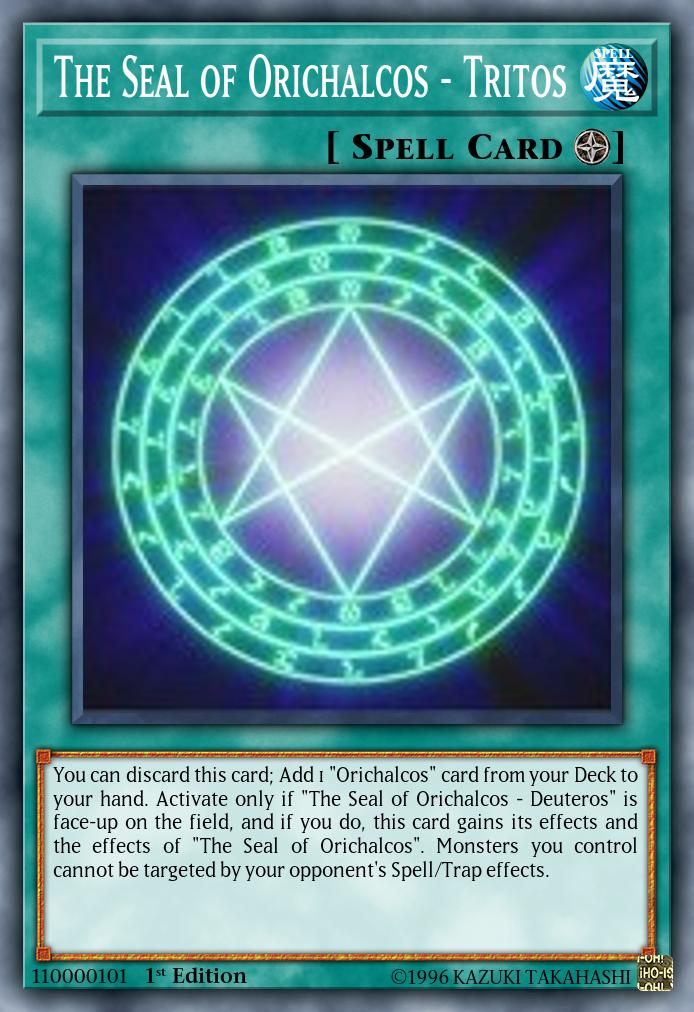 The Seal of Orichalcos - Tritos
SPELL
魔
[ Spell Card ]
You can discard this card; Add 1 "Orichalcos" card from your Deck to
your hand. Activate only if "The Seal of Orichalcos - Deuteros" is
face-up on the field, and if you do, this card gains its effects and
the effects of "The Seal of Orichalcos". Monsters you control
cannot be targeted by your opponent's Spell/Trap effects.
110000101 1st Edition
©1996 KAZUKI TAKAHASHI